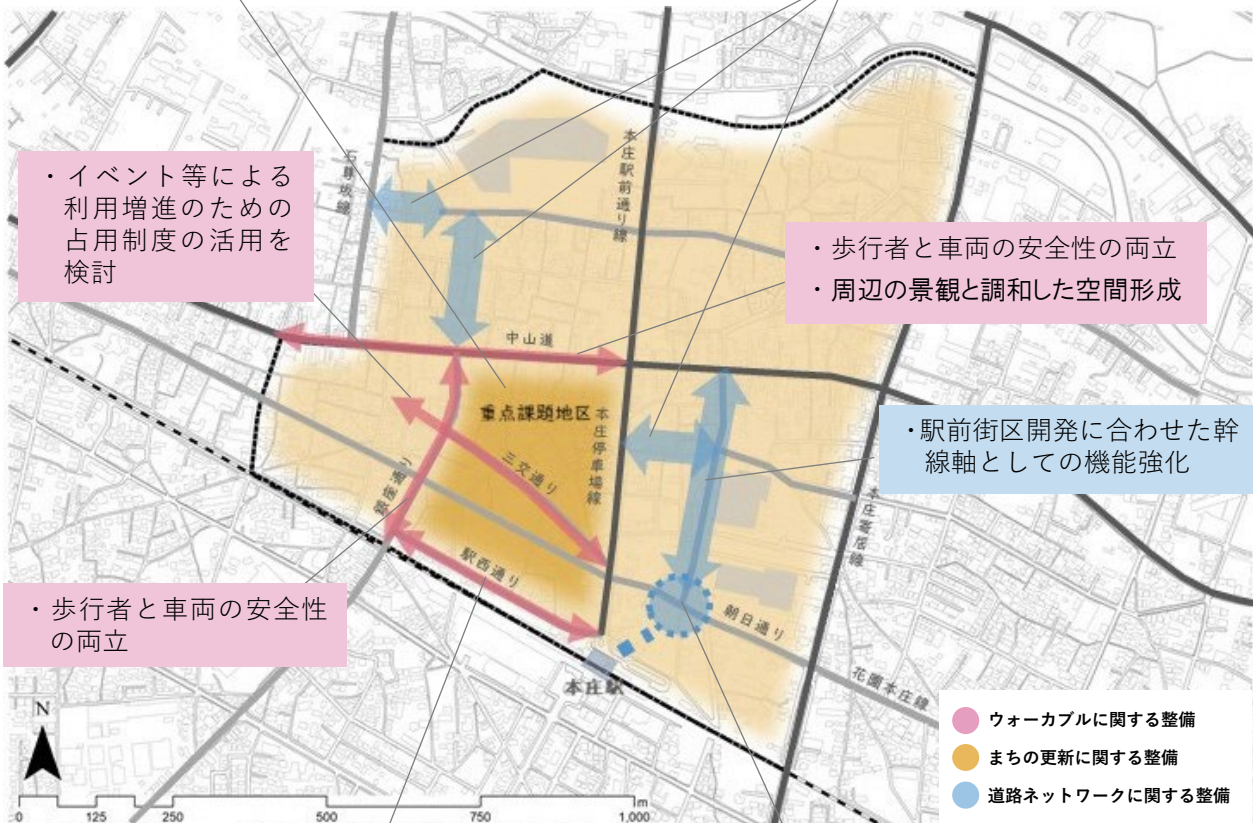 ・イベント等による
利用増進のための
占用制度の活用を
検討
石尊坂線
本庄駅前通り線
・歩行者と車両の安全性の両立
・周辺の景観と調和した空間形成
中山道
重点課題地区
本庄停車場線
三交通り
銀座通り
・駅前街区開発に合わせた幹
線軸としての機能強化
本庄寄居線
駅西通り
・歩行者と車両の安全性
の両立
朝日通り
本庄駅
花園本庄線
N
ウォーカブルに関する整備
まちの更新に関する整備
道路ネットワークに関する整備
0 125 250 500 750 1,000 m